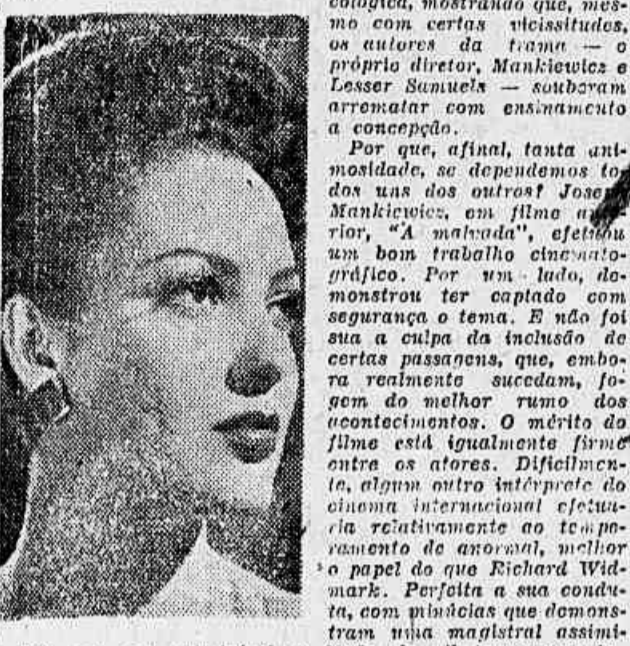 cológica, mostrando que, mes-
mo com certas vicissitudes,
os autores da trama — o
próprio diretor, Mankiewicz e
Lesser Samuels — souberam
arrematar com ensinamento
a concepção.
Por que, afinal, tanta ani-
mosidade, se dependemos to-
dos uns dos outros? Joseph
Mankiewicz, em filme ante-
rior, "A malvada", efetuou
um bom trabalho cinemato-
gráfico. Por um lado, de-
monstrou ter captado com
segurança o tema. E não foi
sua a culpa da inclusão de
certas passagens, que, embo-
ra realmente sucedam, fo-
gem do melhor rumo dos
acontecimentos. O mérito do
filme está igualmente firme
entre os atores. Dificilmen-
te, algum outro intérprete do
cinema internacional efetua-
ria relativamente ao tempe-
ramento de anormal, melhor
o papel do que Richard Wid-
mark. Perfeita a sua condu-
ta, com minúcias que demons-
tram uma magistral assimi-